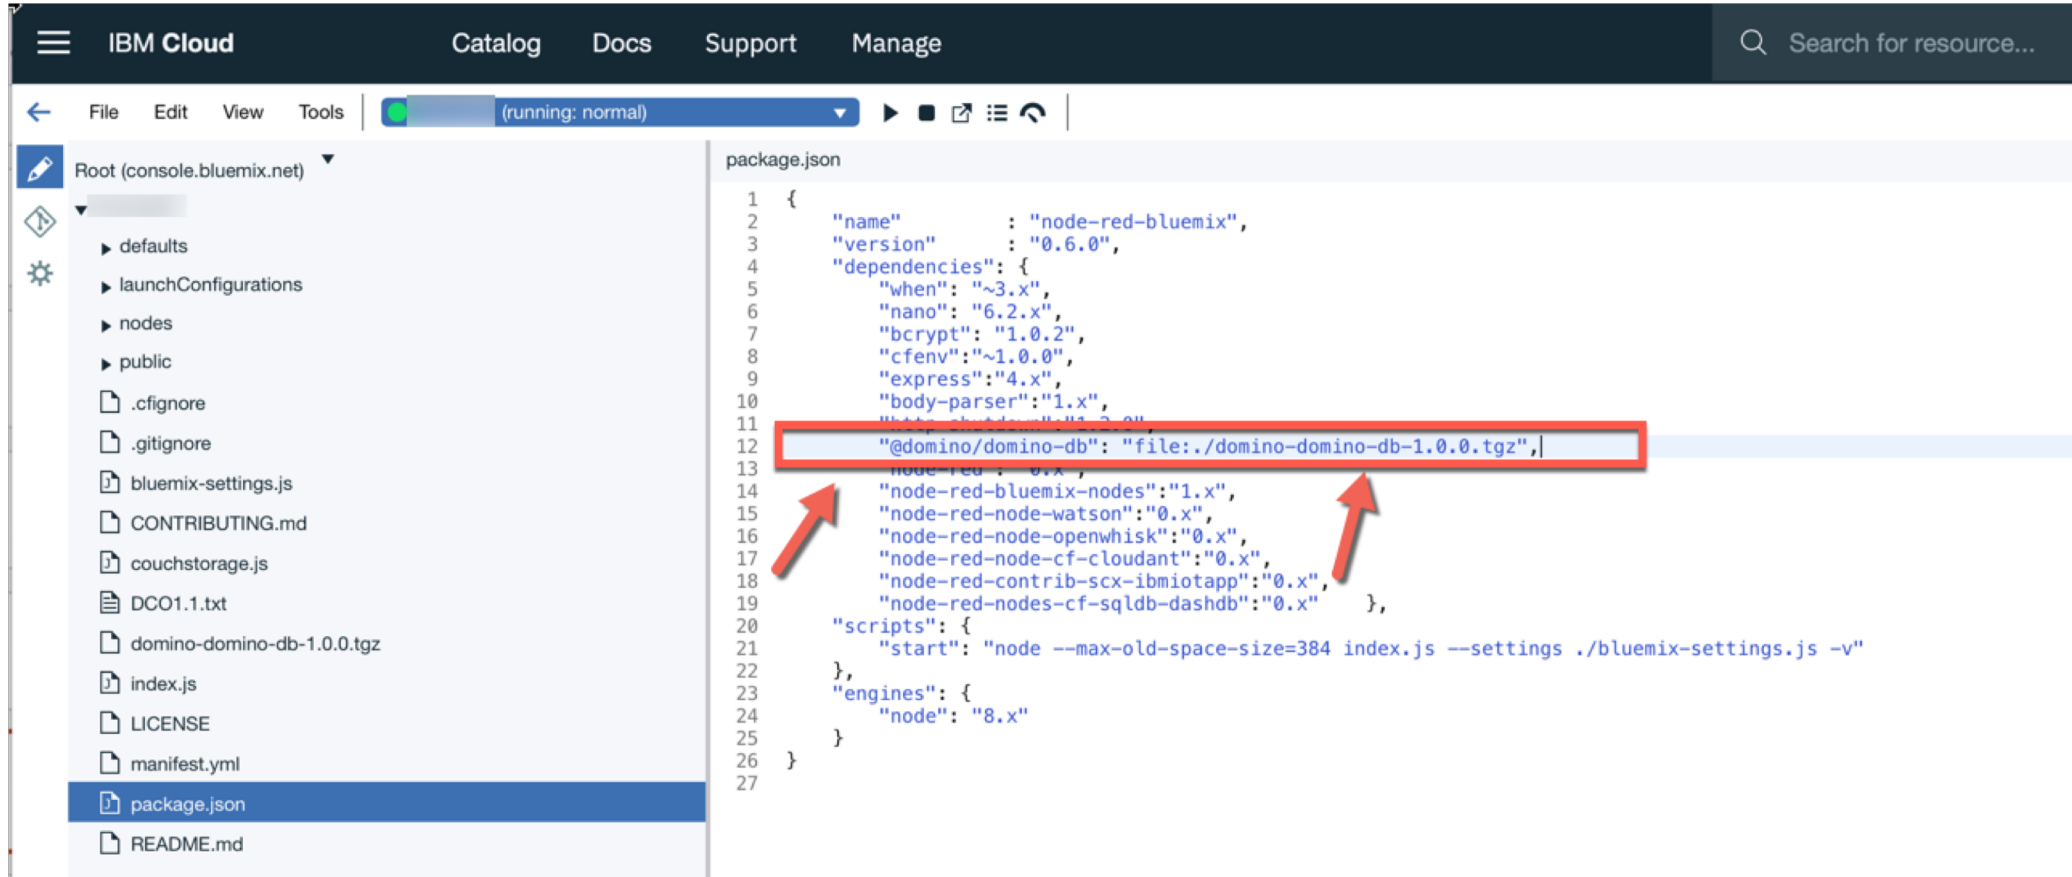 IBM Cloud Catalog Docs Support Manage Search for resource...
File Edit View Tools (running: normal)
Root (console.bluemix.net)
defaults
launchConfigurations
nodes
public
.cfignore
.gitignore
bluemix-settings.js
CONTRIBUTING.md
couchstorage.js
DCO1.1.txt
domino-domino-db-1.0.0.tgz
index.js
LICENSE
manifest.yml
package.json
README.md
package.json
1 {
2 "name" : "node-red-bluemix",
3 "version" : "0.6.0",
4 "dependencies": {
5 "when": "~3.x",
6 "nano": "6.2.x",
7 "bcrypt": "1.0.2",
8 "cfenv":"~1.0.0",
9 "express":"4.x",
10 "body-parser":"1.x",
11 "http-shutdown":"1.2.0",
12 "@domino/domino-db": "file:./domino-domino-db-1.0.0.tgz",
13 "node-red": "0.x",
14 "node-red-bluemix-nodes":"1.x",
15 "node-red-node-watson":"0.x",
16 "node-red-node-openwhisk":"0.x",
17 "node-red-node-cf-cloudant":"0.x",
18 "node-red-contrib-scx-ibmiotapp":"0.x",
19 "node-red-nodes-cf-sqldb-dashdb":"0.x" },
20 "scripts": {
21 "start": "node --max-old-space-size=384 index.js --settings ./bluemix-settings.js -v"
22 },
23 "engines": {
24 "node": "8.x"
25 }
26 }
27